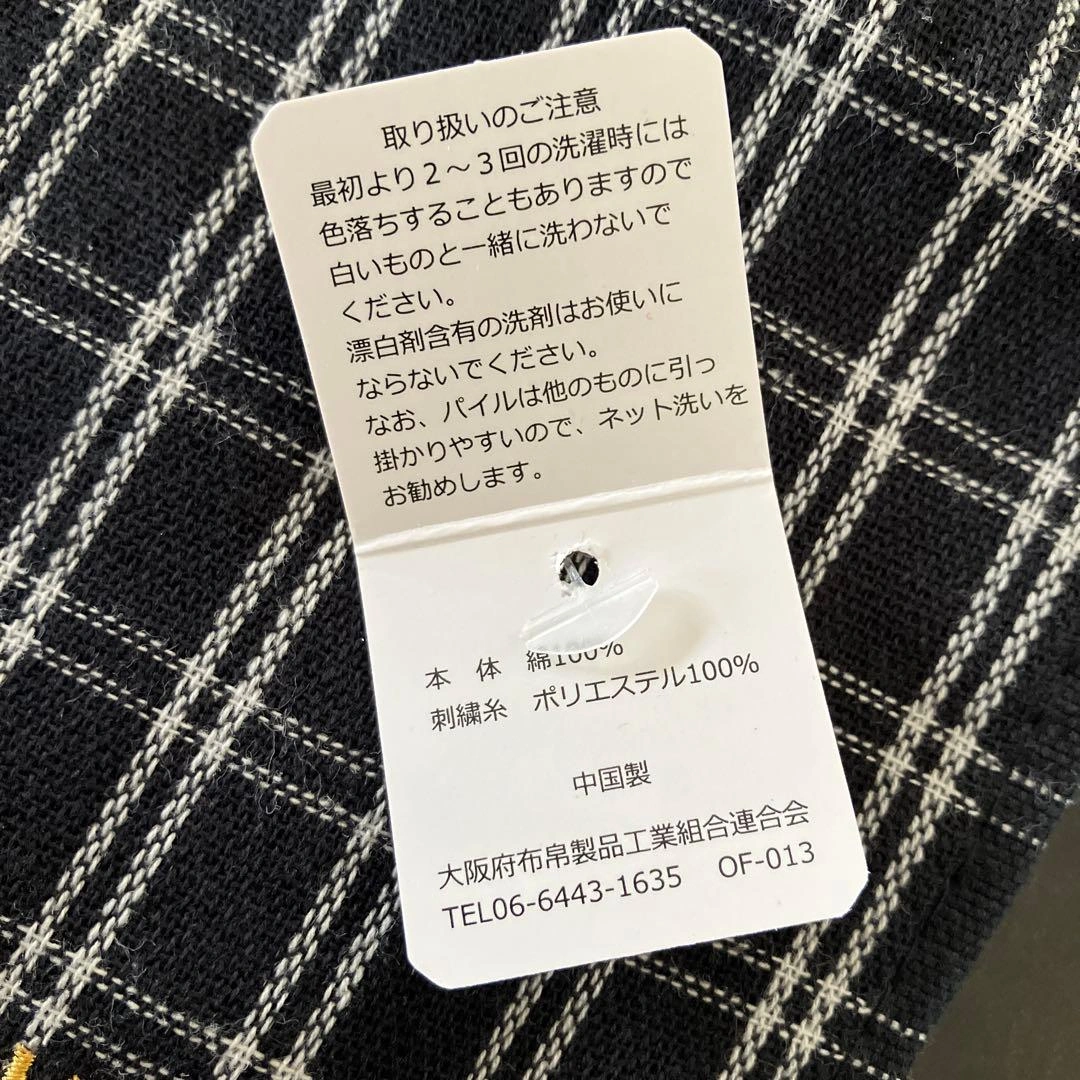 取り扱いのご注意
最初より２～３回の洗濯時には
色落ちすることもありますので
白いものと一緒に洗わないで
ください。
漂白剤含有の洗剤はお使いに
ならないでください。
なお、パイルは他のものに引っ
掛かりやすいので、ネット洗いを
お勧めします。
本　体　綿100%
刺繍糸　ポリエステル100%
中国製
大阪府布帛製品工業組合連合会
TEL06-6443-1635　OF-013